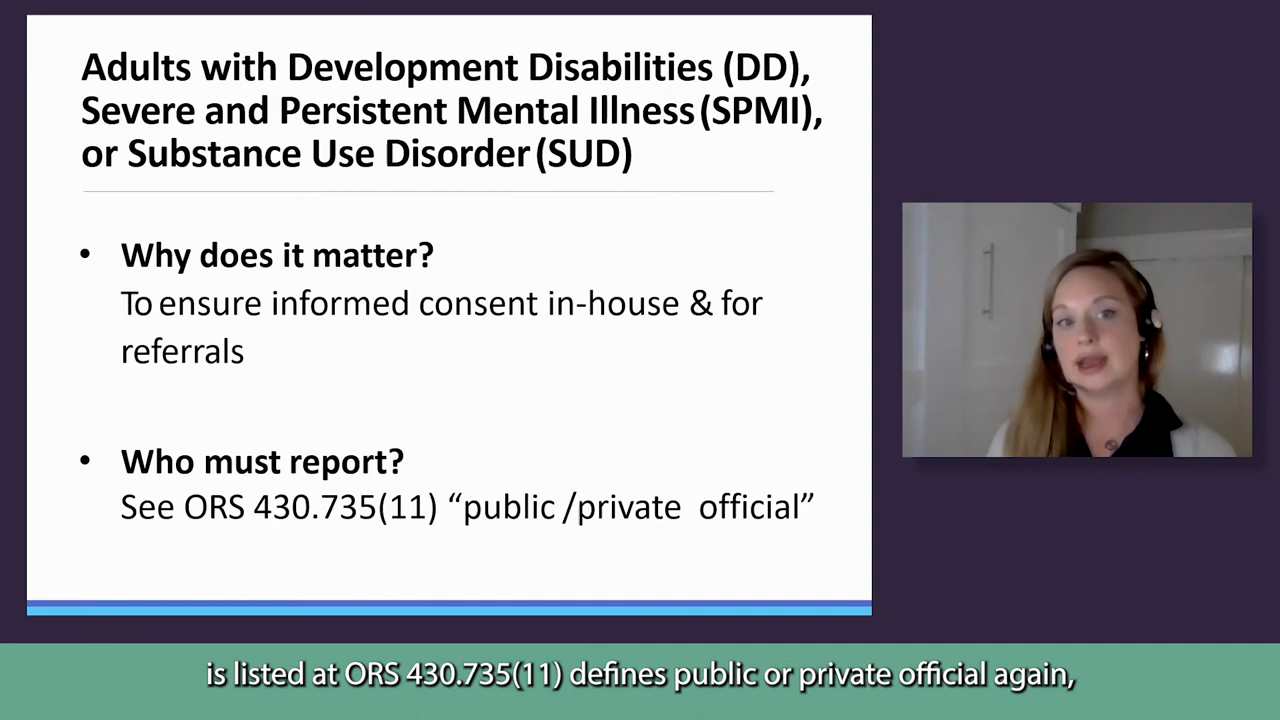 Adults with Development Disabilities (DD),
Severe and Persistent Mental Illness (SPMI),
or Substance Use Disorder (SUD)
• Why does it matter?
To ensure informed consent in-house & for
referrals
• Who must report?
See ORS 430.735(11) “public /private official”
is listed at ORS 430.735(11) defines public or private official again,